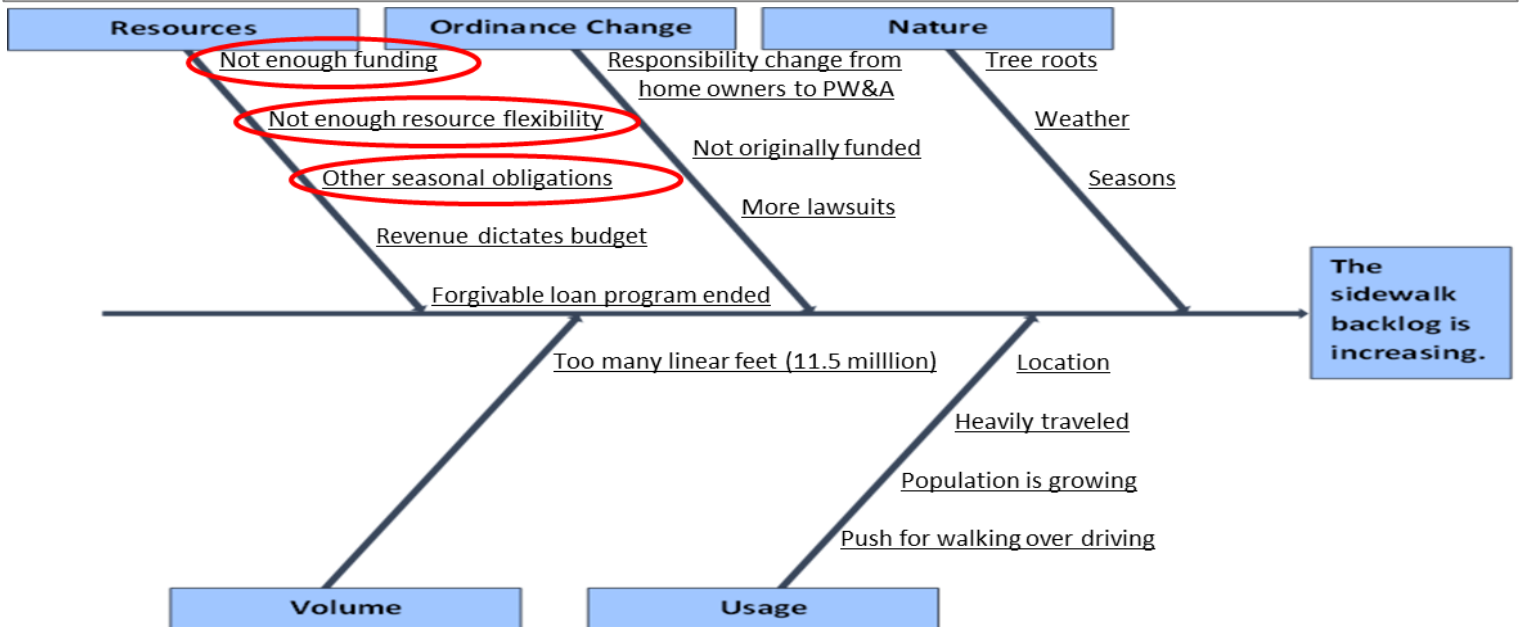 Resources
Ordinance Change
Nature
Not enough funding
Not enough resource flexibility
Other seasonal obligations
Revenue dictates budget
Forgivable loan program ended
Responsibility change from
home owners to PW&A
Not originally funded
More lawsuits
Tree roots
Weather
Seasons
The
sidewalk
backlog is
increasing.
Too many linear feet (11.5 milllion)
Location
Heavily traveled
Population is growing
Push for walking over driving
Volume
Usage